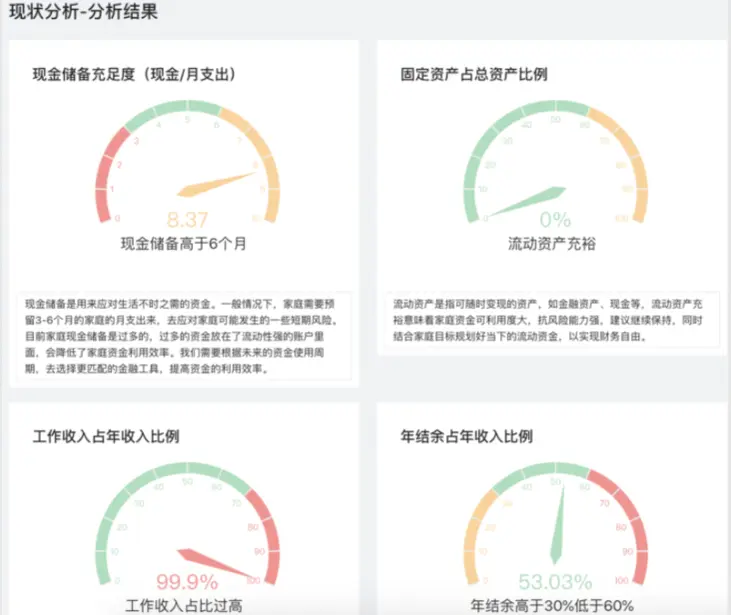 现状分析-分析结果
现金储备充足度（现金/月支出）
0
1
2
3
4
5
6
7
8
9
10
8.37
现金储备高于6个月
现金储备是用来应对生活不时之需的资金。一般情况下，家庭需要预
留3-6个月的家庭的月支出来，去应对家庭可能发生的一些短期风险。
目前家庭现金储备是过多的，过多的资金放在了流动性强的账户里
面，会降低了家庭资金利用效率。我们需要根据未来的资金使用周
期，去选择更匹配的金融工具，提高资金的利用效率。
固定资产占总资产比例
0
10
20
30
40
50
60
70
80
90
100
0%
流动资产充裕
流动资产是指可随时变现的资产，如金融资产、现金等，流动资产充
裕意味着家庭资金可利用度大，抗风险能力强，建议继续保持，同时
结合家庭目标规划好当下的流动资金，以实现财务自由。
工作收入占年收入比例
0
10
20
30
40
50
60
70
80
90
100
99.9%
工作收入占比过高
年结余占年收入比例
0
10
20
30
40
50
60
70
80
90
100
53.03%
年结余高于30%低于60%